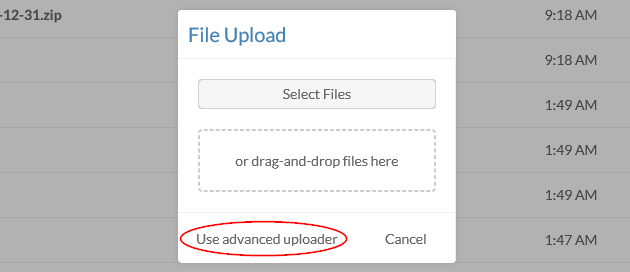 -12-31.zip 9:18 AM
File Upload
9:18 AM
Select Files
1:49 AM
or drag-and-drop files here
1:49 AM
1:49 AM
Use advanced uploader Cancel
1:47 AM